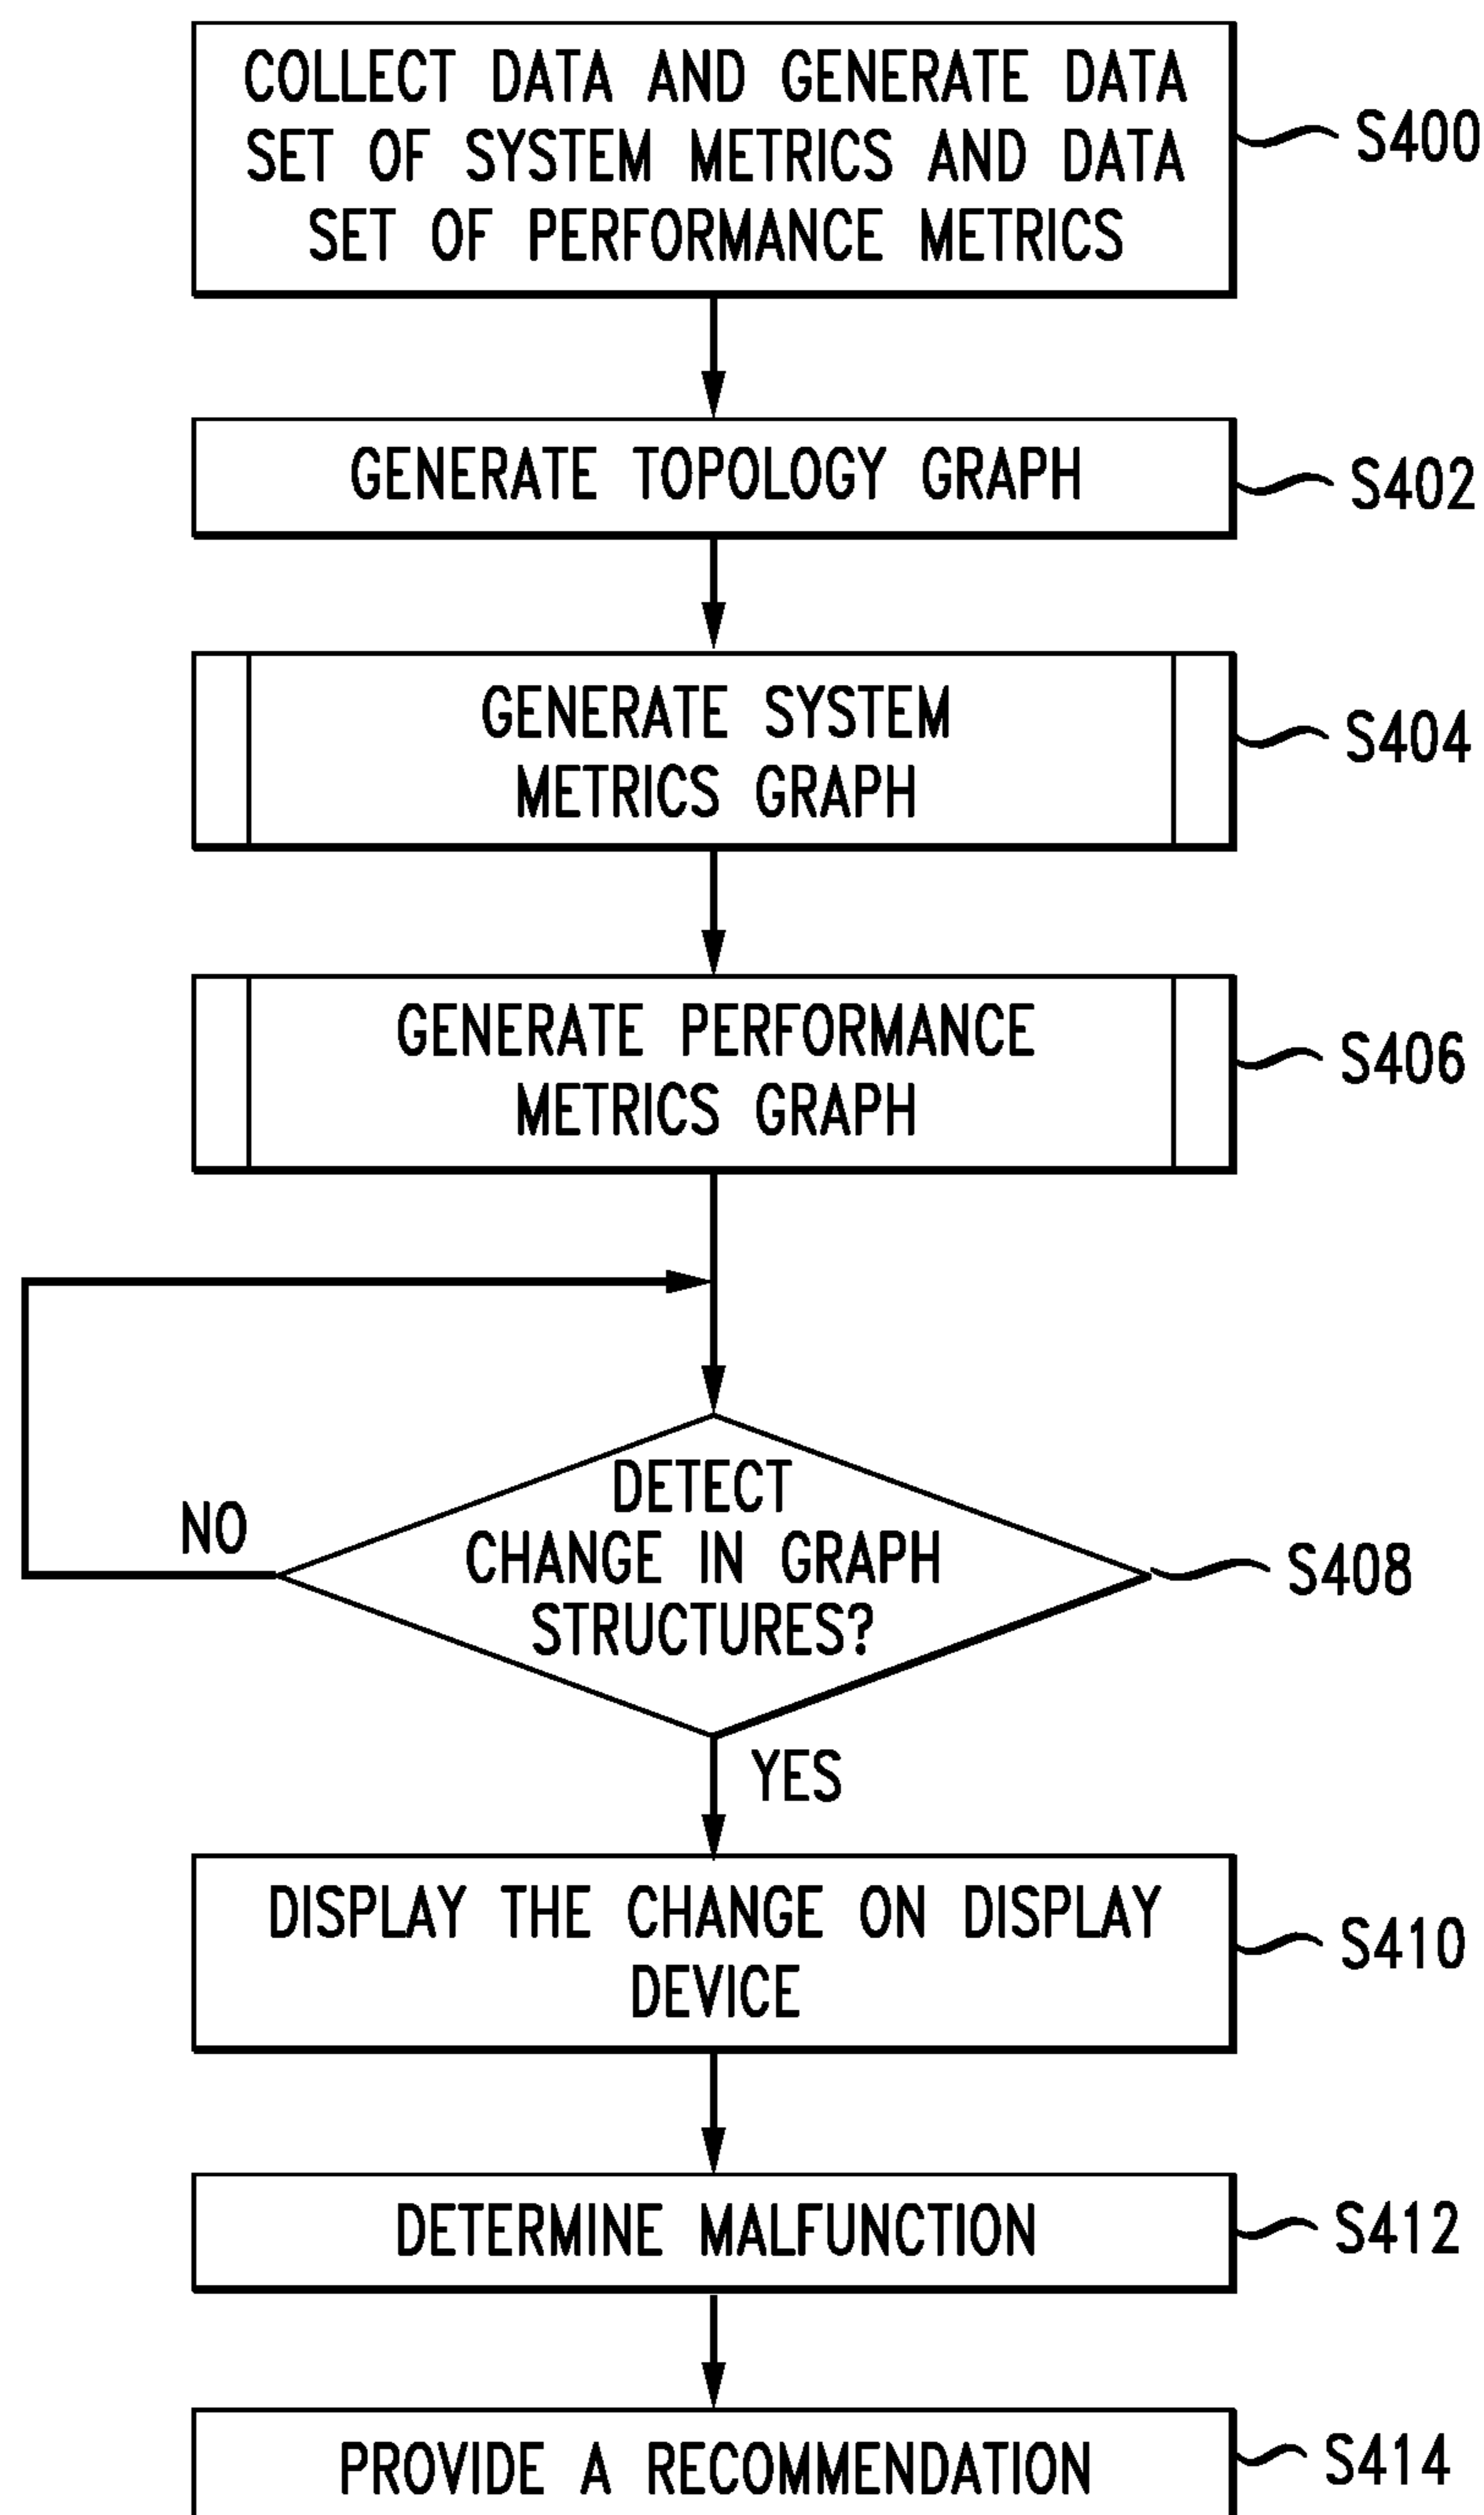 COLLECT DATA AND GENERATE DATA
SET OF SYSTEM METRICS AND DATA
SET OF PERFORMANCE METRICS
S400
GENERATE TOPOLOGY GRAPH
S402
GENERATE SYSTEM
METRICS GRAPH
S404
GENERATE PERFORMANCE
METRICS GRAPH
S406
DETECT
CHANGE IN GRAPH
STRUCTURES?
S408
NO
YES
DISPLAY THE CHANGE ON DISPLAY
DEVICE
S410
DETERMINE MALFUNCTION
S412
PROVIDE A RECOMMENDATION
S414